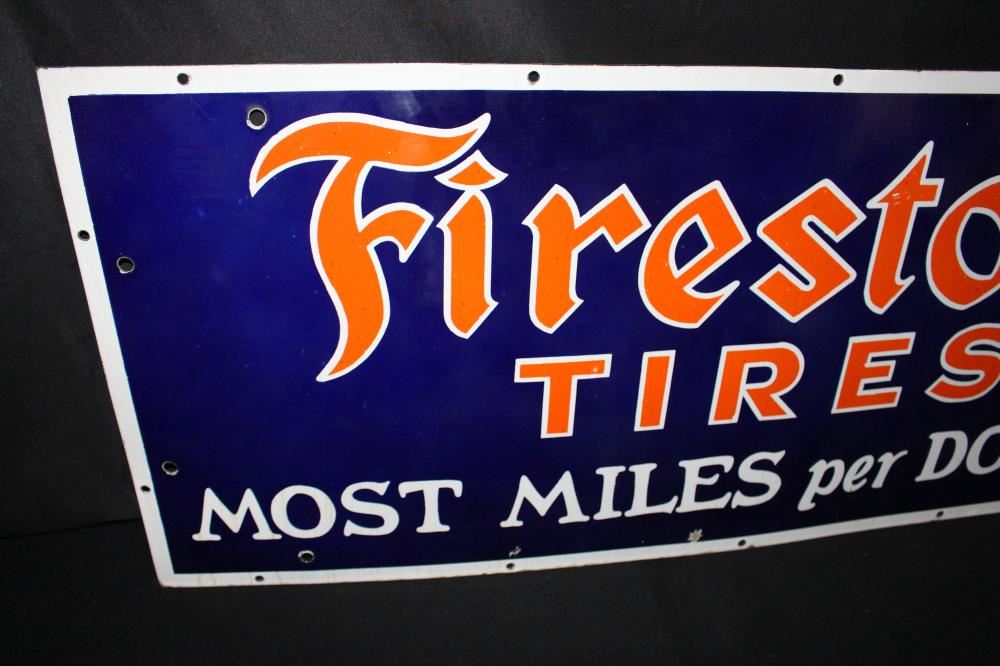 Firesto
TIRES
MOST MILES per DO